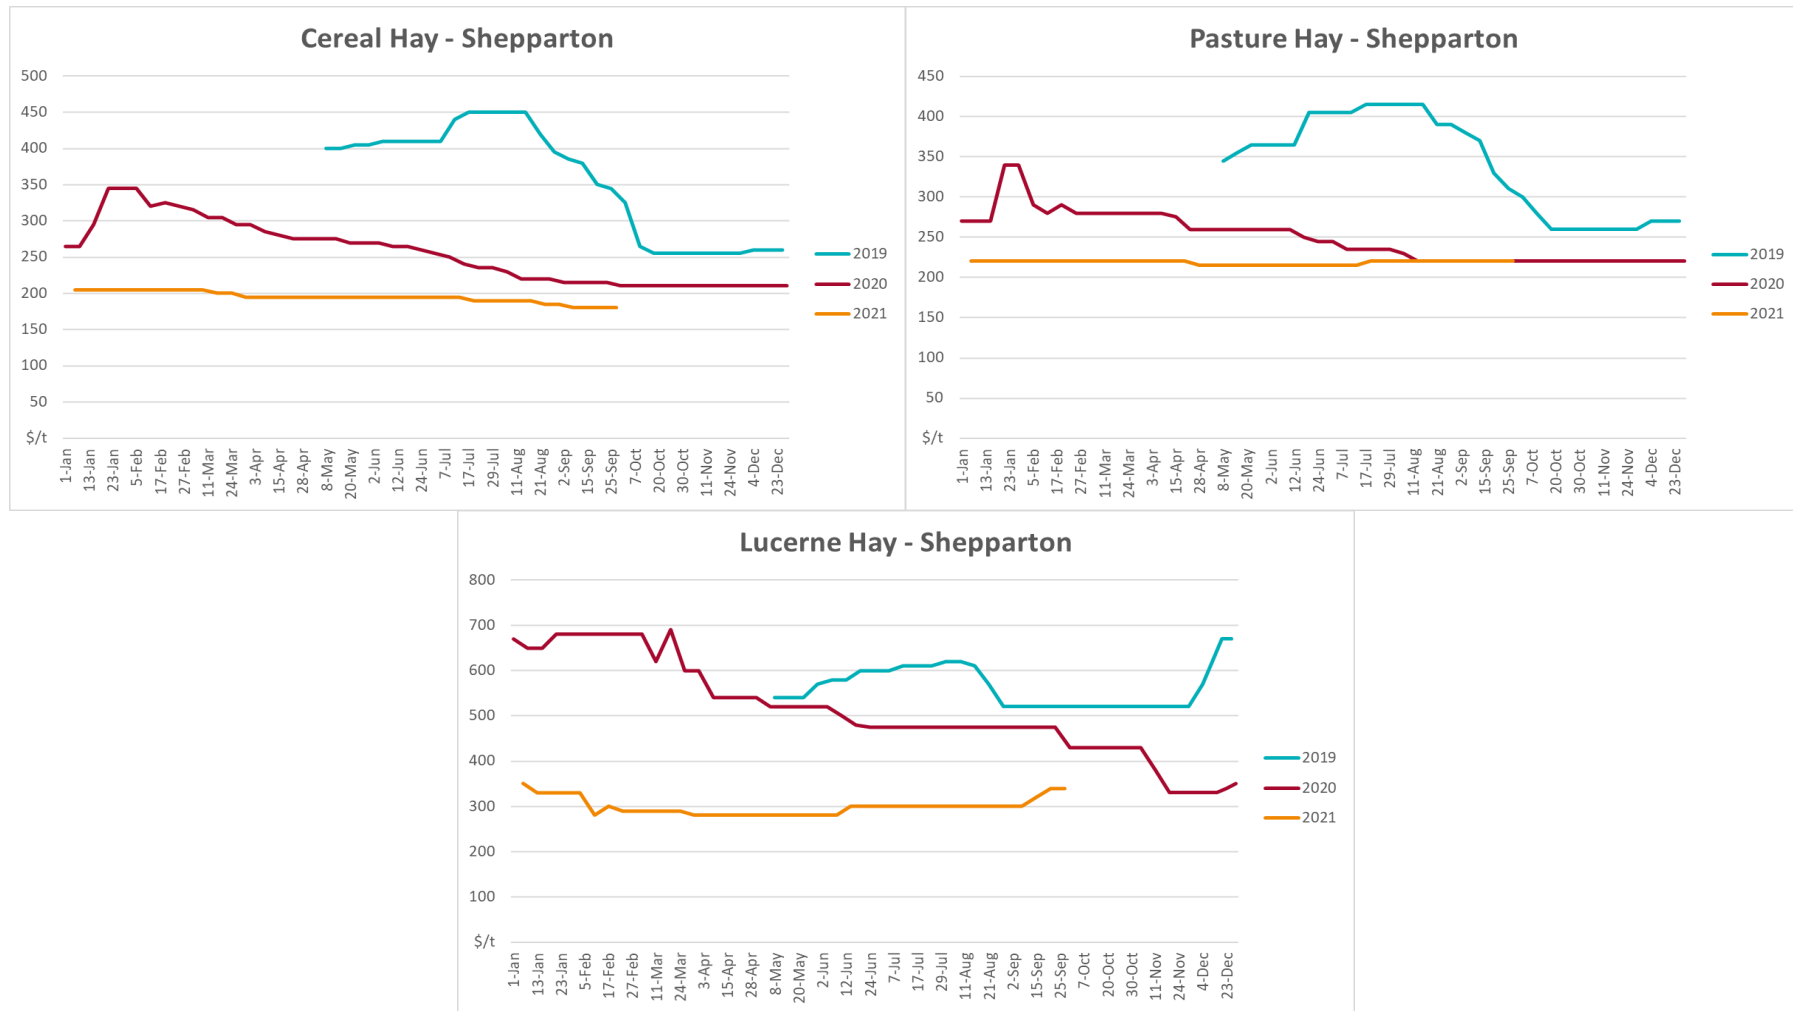 Cereal Hay - Shepparton
500
450
400
350
300
250
200
150
100
50
$/t
1-Jan
13-Jan
23-Jan
5-Feb
17-Feb
27-Feb
11-Mar
24-Mar
3-Apr
15-Apr
28-Apr
8-May
20-May
2-Jun
12-Jun
24-Jun
7-Jul
17-Jul
29-Jul
11-Aug
21-Aug
2-Sep
15-Sep
25-Sep
7-Oct
20-Oct
30-Oct
11-Nov
24-Nov
4-Dec
23-Dec
2019
2020
2021
Pasture Hay - Shepparton
450
400
350
300
250
200
150
100
50
$/t
1-Jan
13-Jan
23-Jan
5-Feb
17-Feb
27-Feb
11-Mar
24-Mar
3-Apr
15-Apr
28-Apr
8-May
20-May
2-Jun
12-Jun
24-Jun
7-Jul
17-Jul
29-Jul
11-Aug
21-Aug
2-Sep
15-Sep
25-Sep
7-Oct
20-Oct
30-Oct
11-Nov
24-Nov
4-Dec
23-Dec
2019
2020
2021
Lucerne Hay - Shepparton
800
700
600
500
400
300
200
100
$/t
1-Jan
13-Jan
23-Jan
5-Feb
17-Feb
27-Feb
11-Mar
24-Mar
3-Apr
15-Apr
28-Apr
8-May
20-May
2-Jun
12-Jun
24-Jun
7-Jul
17-Jul
29-Jul
11-Aug
21-Aug
2-Sep
15-Sep
25-Sep
7-Oct
20-Oct
30-Oct
11-Nov
24-Nov
4-Dec
23-Dec
2019
2020
2021